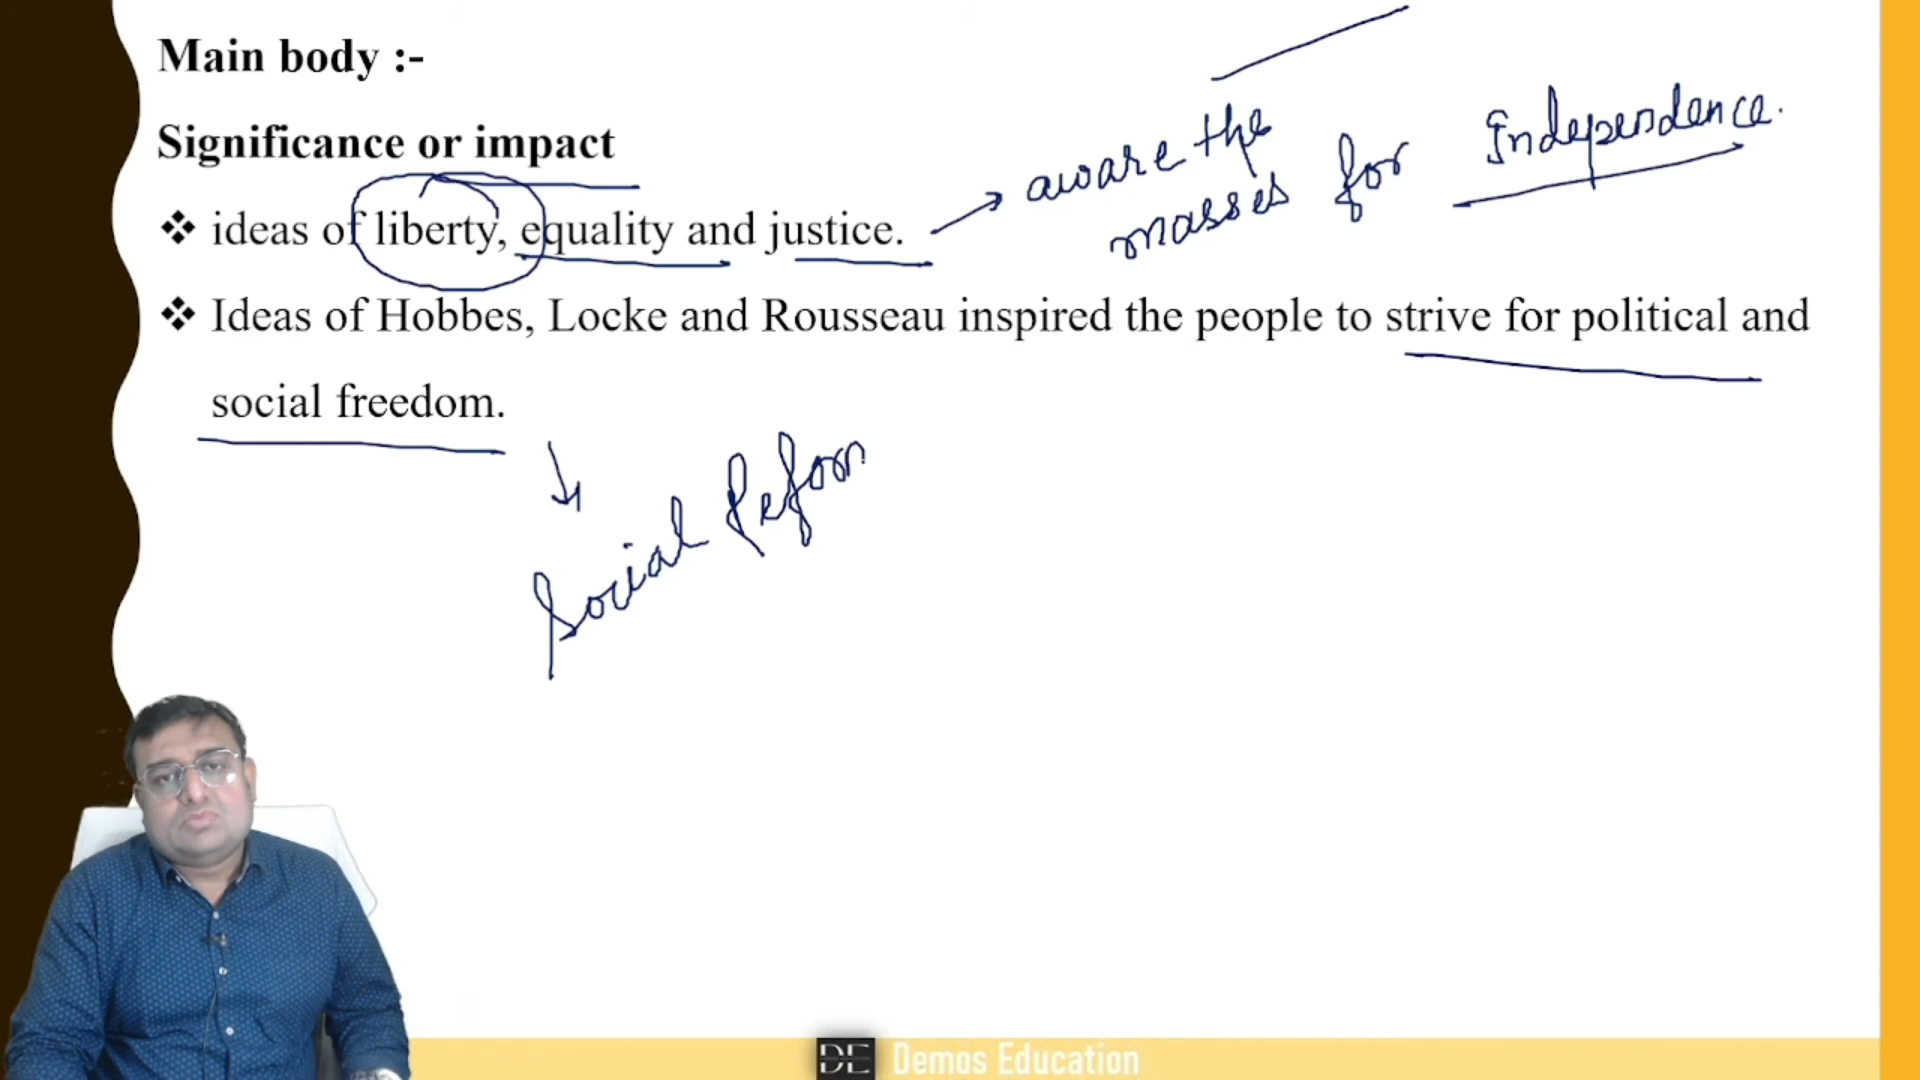 Main body :-
Significance or impact
❖ ideas of liberty, equality and justice.
aware the
masses for Independence.
❖ Ideas of Hobbes, Locke and Rousseau inspired the people to strive for political and
social freedom.
Social Reform
DE Demos Education